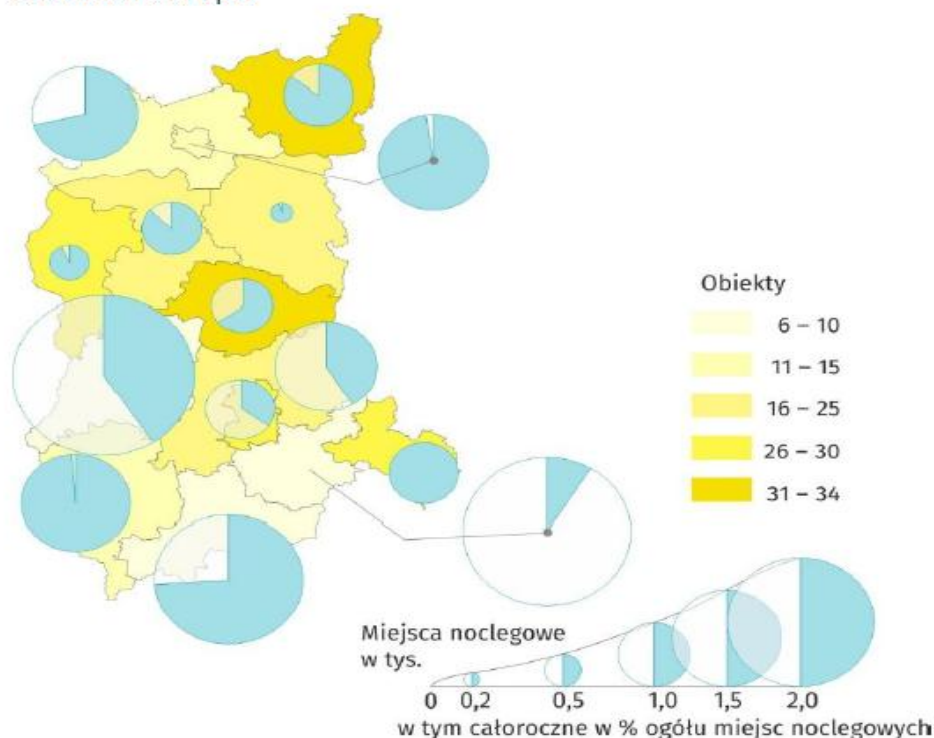 Obiekty
6 – 10
11 – 15
16 – 25
26 – 30
31 – 34
Miejsca noclegowe
w tys.
0 0,2 0,5 1,0 1,5 2,0
w tym całoroczne w % ogółu miejsc noclegowych